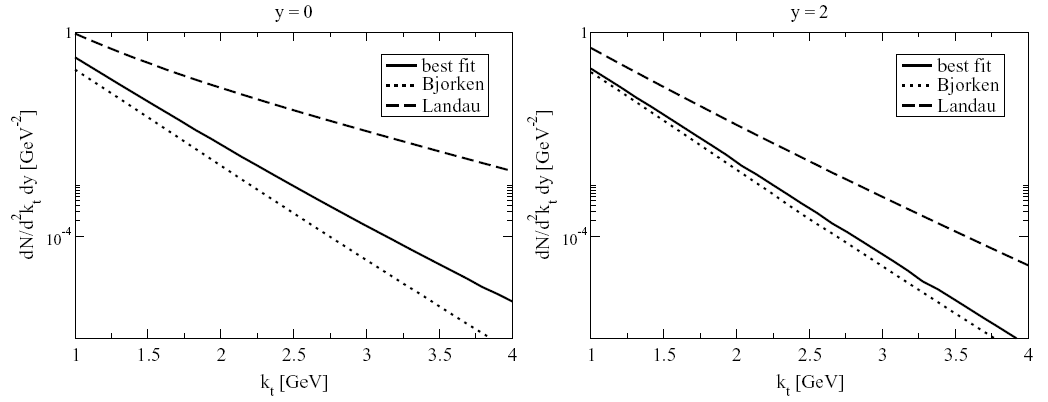 y = 0
1
10^-4
dN/d²k_t dy [GeV^-2]
best fit
Bjorken
Landau
1 1.5 2 2.5 3 3.5 4
k_t [GeV]
y = 2
1
10^-4
dN/d²k_t dy [GeV^-2]
best fit
Bjorken
Landau
1 1.5 2 2.5 3 3.5 4
k_t [GeV]